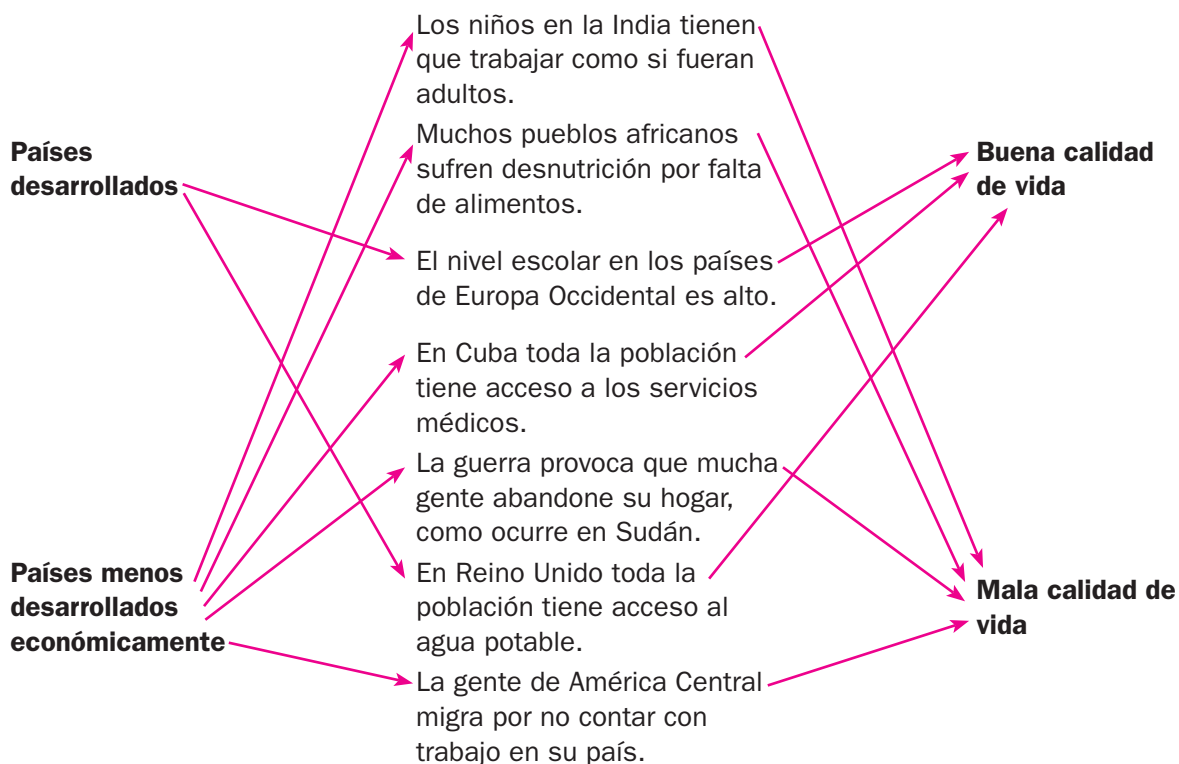 Países
desarrollados
Países menos
desarrollados
económicamente
Los niños en la India tienen
que trabajar como si fueran
adultos.
Muchos pueblos africanos
sufren desnutrición por falta
de alimentos.
El nivel escolar en los países
de Europa Occidental es alto.
En Cuba toda la población
tiene acceso a los servicios
médicos.
La guerra provoca que mucha
gente abandone su hogar,
como ocurre en Sudán.
En Reino Unido toda la
población tiene acceso al
agua potable.
La gente de América Central
migra por no contar con
trabajo en su país.
Buena calidad
de vida
Mala calidad de
vida